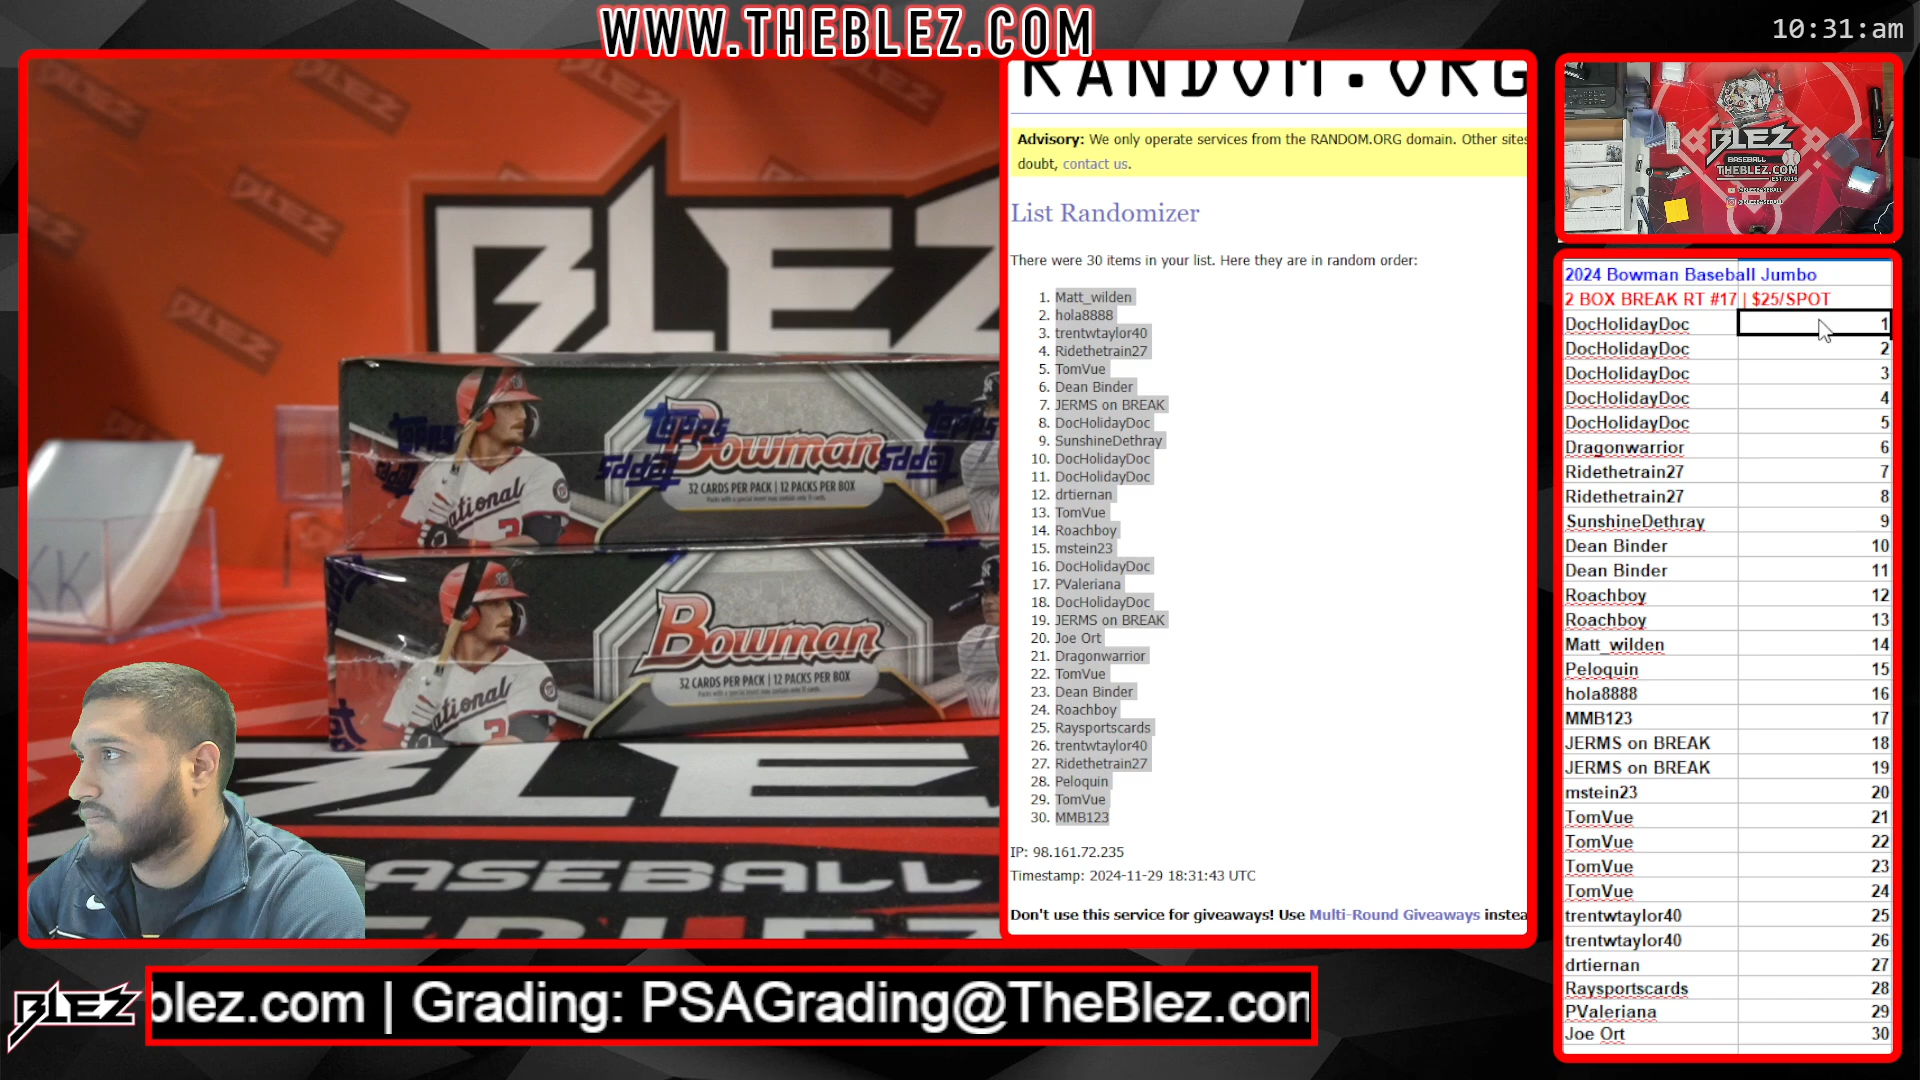 WWW.THEBLEZ.COM
10:31:am
BLEZ
RANDOM.ORG
Advisory: We only operate services from the RANDOM.ORG domain. Other sites
doubt, contact us.
List Randomizer
There were 30 items in your list. Here they are in random order:
1. Matt_wilden
2. hola8888
3. trentwtaylor40
4. Ridethetrain27
5. TomVue
6. Dean Binder
7. JERMS on BREAK
8. DocHolidayDoc
9. SunshineDethray
10. DocHolidayDoc
11. DocHolidayDoc
12. drtiernan
13. TomVue
14. Roachboy
15. mstein23
16. DocHolidayDoc
17. PValeriana
18. DocHolidayDoc
19. JERMS on BREAK
20. Joe Ort
21. Dragonwarrior
22. TomVue
23. Dean Binder
24. Roachboy
25. Raysportscards
26. trentwtaylor40
27. Ridethetrain27
28. Peloquin
29. TomVue
30. MMB123
IP: 98.161.72.235
Timestamp: 2024-11-29 18:31:43 UTC
Don't use this service for giveaways! Use Multi-Round Giveaways instea
topps
Bowman
32 CARDS PER PACK | 12 PACKS PER BOX
Bowman
32 CARDS PER PACK | 12 PACKS PER BOX
BLEZ
BASEBALL
THEBLEZ.COM
EST 2016
@BLEZBASEBALL
@BLEZBASEBALL
2024 Bowman Baseball Jumbo
2 BOX BREAK RT #17 | $25/SPOT
DocHolidayDoc 1
DocHolidayDoc 2
DocHolidayDoc 3
DocHolidayDoc 4
DocHolidayDoc 5
Dragonwarrior 6
Ridethetrain27 7
Ridethetrain27 8
SunshineDethray 9
Dean Binder 10
Dean Binder 11
Roachboy 12
Roachboy 13
Matt_wilden 14
Peloquin 15
hola8888 16
MMB123 17
JERMS on BREAK 18
JERMS on BREAK 19
mstein23 20
TomVue 21
TomVue 22
TomVue 23
TomVue 24
trentwtaylor40 25
trentwtaylor40 26
drtiernan 27
Raysportscards 28
PValeriana 29
Joe Ort 30
ASEBALL
BLEZ
blez.com | Grading: PSAGrading@TheBlez.com